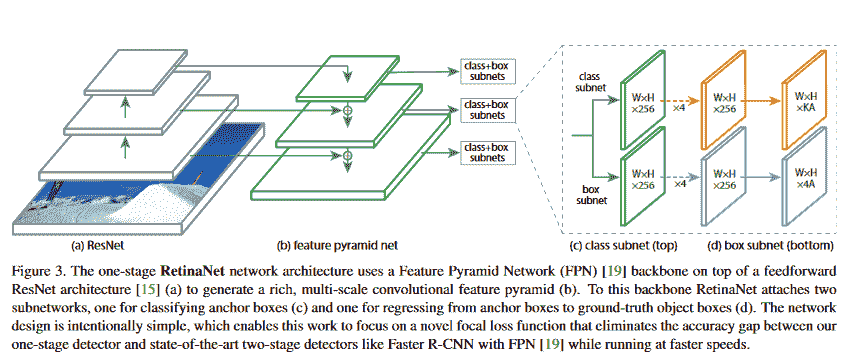 class+box
subnets
class+box
subnets
class+box
subnets
class
subnet
W×H
×256
×4
W×H
×256
W×H
×KA
box
subnet
W×H
×256
×4
W×H
×256
W×H
×4A
(a) ResNet
(b) feature pyramid net
(c) class subnet (top)
(d) box subnet (bottom)
Figure 3. The one-stage RetinaNet network architecture uses a Feature Pyramid Network (FPN) [19] backbone on top of a feedforward
ResNet architecture [15] (a) to generate a rich, multi-scale convolutional feature pyramid (b). To this backbone RetinaNet attaches two
subnetworks, one for classifying anchor boxes (c) and one for regressing from anchor boxes to ground-truth object boxes (d). The network
design is intentionally simple, which enables this work to focus on a novel focal loss function that eliminates the accuracy gap between our
one-stage detector and state-of-the-art two-stage detectors like Faster R-CNN with FPN [19] while running at faster speeds.